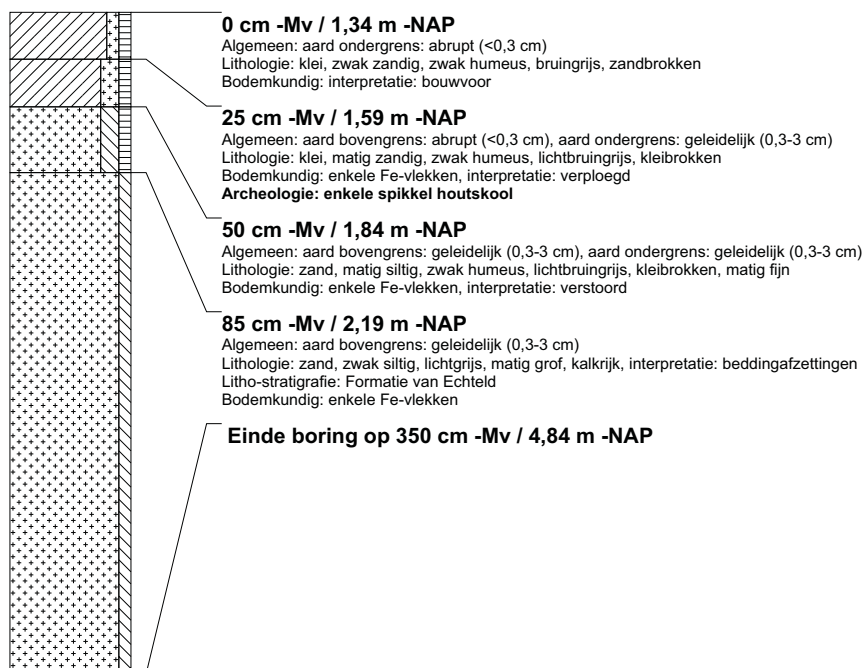 0 cm -Mv / 1,34 m -NAP
Algemeen: aard ondergrens: abrupt (<0,3 cm)
Lithologie: klei, zwak zandig, zwak humeus, bruingrijs, zandbrokken
Bodemkundig: interpretatie: bouwvoor
25 cm -Mv / 1,59 m -NAP
Algemeen: aard bovengrens: abrupt (<0,3 cm), aard ondergrens: geleidelijk (0,3-3 cm)
Lithologie: klei, matig zandig, zwak humeus, lichtbruingrijs, kleibrokken
Bodemkundig: enkele Fe-vlekken, interpretatie: verploegd
Archeologie: enkele spikkel houtskool
50 cm -Mv / 1,84 m -NAP
Algemeen: aard bovengrens: geleidelijk (0,3-3 cm), aard ondergrens: geleidelijk (0,3-3 cm)
Lithologie: zand, matig siltig, zwak humeus, lichtbruingrijs, kleibrokken, matig fijn
Bodemkundig: enkele Fe-vlekken, interpretatie: verstoord
85 cm -Mv / 2,19 m -NAP
Algemeen: aard bovengrens: geleidelijk (0,3-3 cm)
Lithologie: zand, zwak siltig, lichtgrijs, matig grof, kalkrijk, interpretatie: beddingafzettingen
Litho-stratigrafie: Formatie van Echteld
Bodemkundig: enkele Fe-vlekken
Einde boring op 350 cm -Mv / 4,84 m -NAP